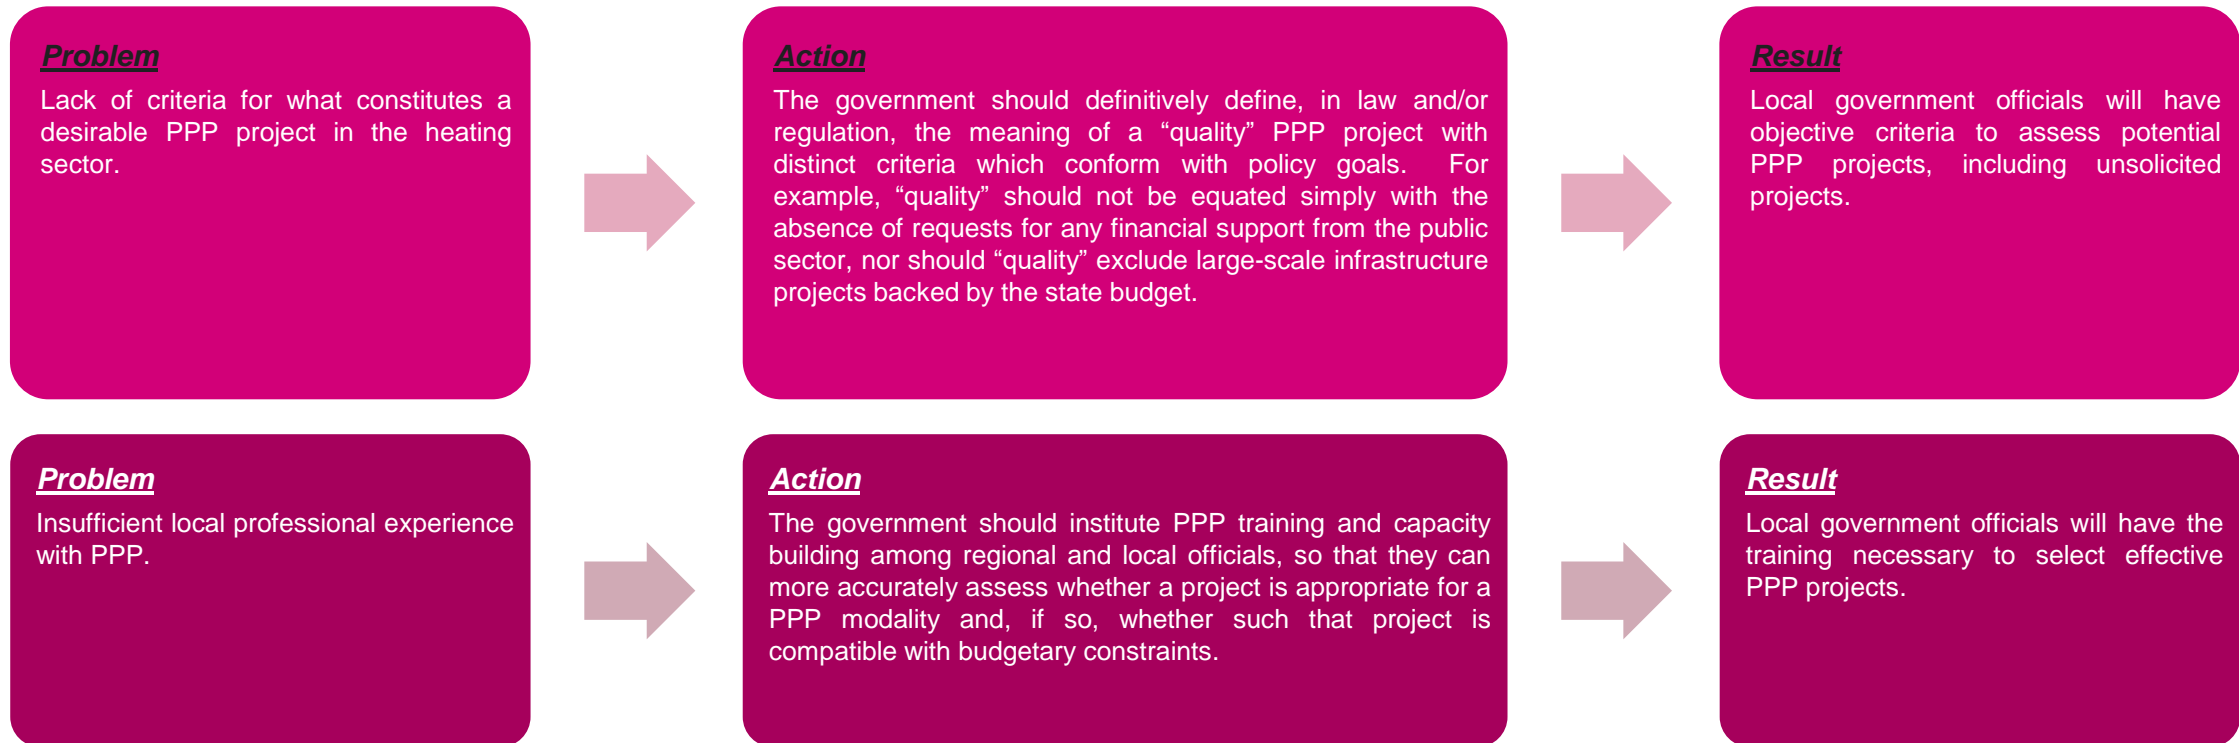 Problem
Lack of criteria for what constitutes a
desirable PPP project in the heating
sector.
Action
The government should definitively define, in law and/or
regulation, the meaning of a “quality” PPP project with
distinct criteria which conform with policy goals. For
example, “quality” should not be equated simply with the
absence of requests for any financial support from the public
sector, nor should “quality” exclude large-scale infrastructure
projects backed by the state budget.
Result
Local government officials will have
objective criteria to assess potential
PPP projects, including unsolicited
projects.
Problem
Insufficient local professional experience
with PPP.
Action
The government should institute PPP training and capacity
building among regional and local officials, so that they can
more accurately assess whether a project is appropriate for a
PPP modality and, if so, whether such that project is
compatible with budgetary constraints.
Result
Local government officials will have the
training necessary to select effective
PPP projects.